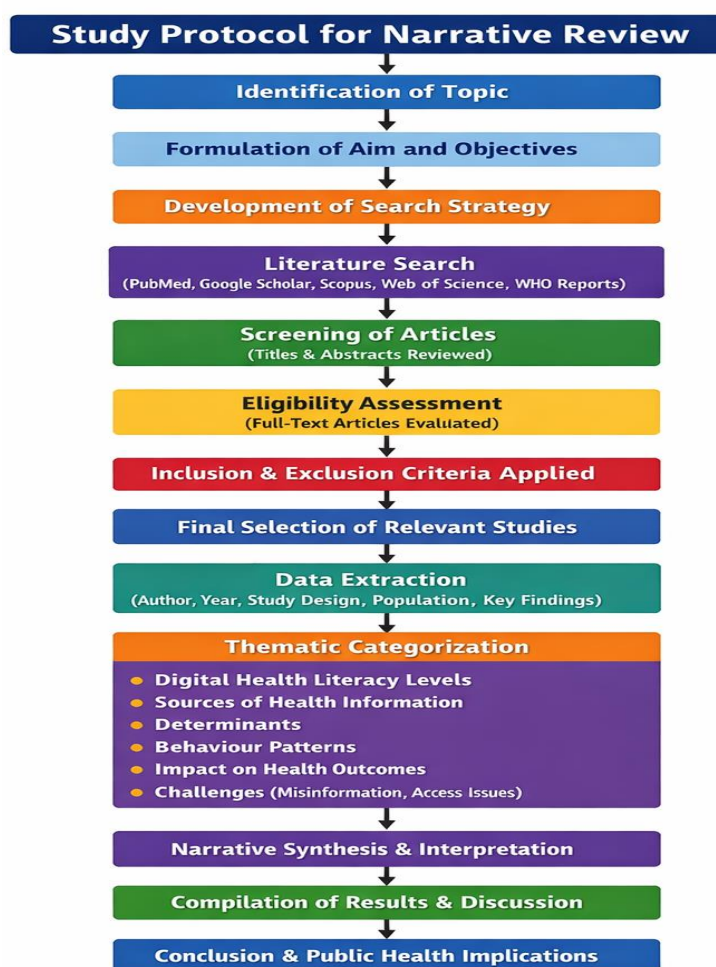 Study Protocol for Narrative Review
Identification of Topic
Formulation of Aim and Objectives
Development of Search Strategy
Literature Search
(PubMed, Google Scholar, Scopus, Web of Science, WHO Reports)
Screening of Articles
(Titles & Abstracts Reviewed)
Eligibility Assessment
(Full-Text Articles Evaluated)
Inclusion & Exclusion Criteria Applied
Final Selection of Relevant Studies
Data Extraction
(Author, Year, Study Design, Population, Key Findings)
Thematic Categorization
Digital Health Literacy Levels
Sources of Health Information
Determinants
Behaviour Patterns
Impact on Health Outcomes
Challenges (Misinformation, Access Issues)
Narrative Synthesis & Interpretation
Compilation of Results & Discussion
Conclusion & Public Health Implications